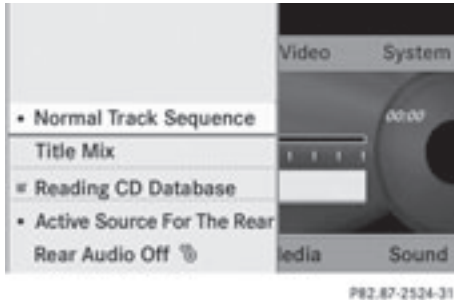 Video System
• Normal Track Sequence
00:00
Title Mix
Reading CD Database
• Active Source For The Rear
Rear Audio Off
edia Sound
P82.87-2524-31